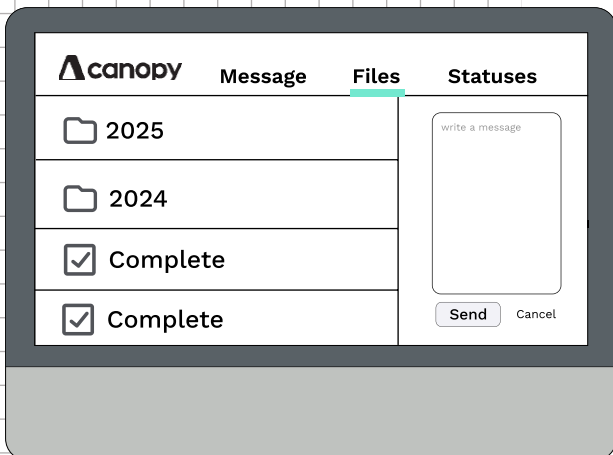 canopy
Message Files Statuses
2025
2024
Complete
Complete
write a message
Send Cancel